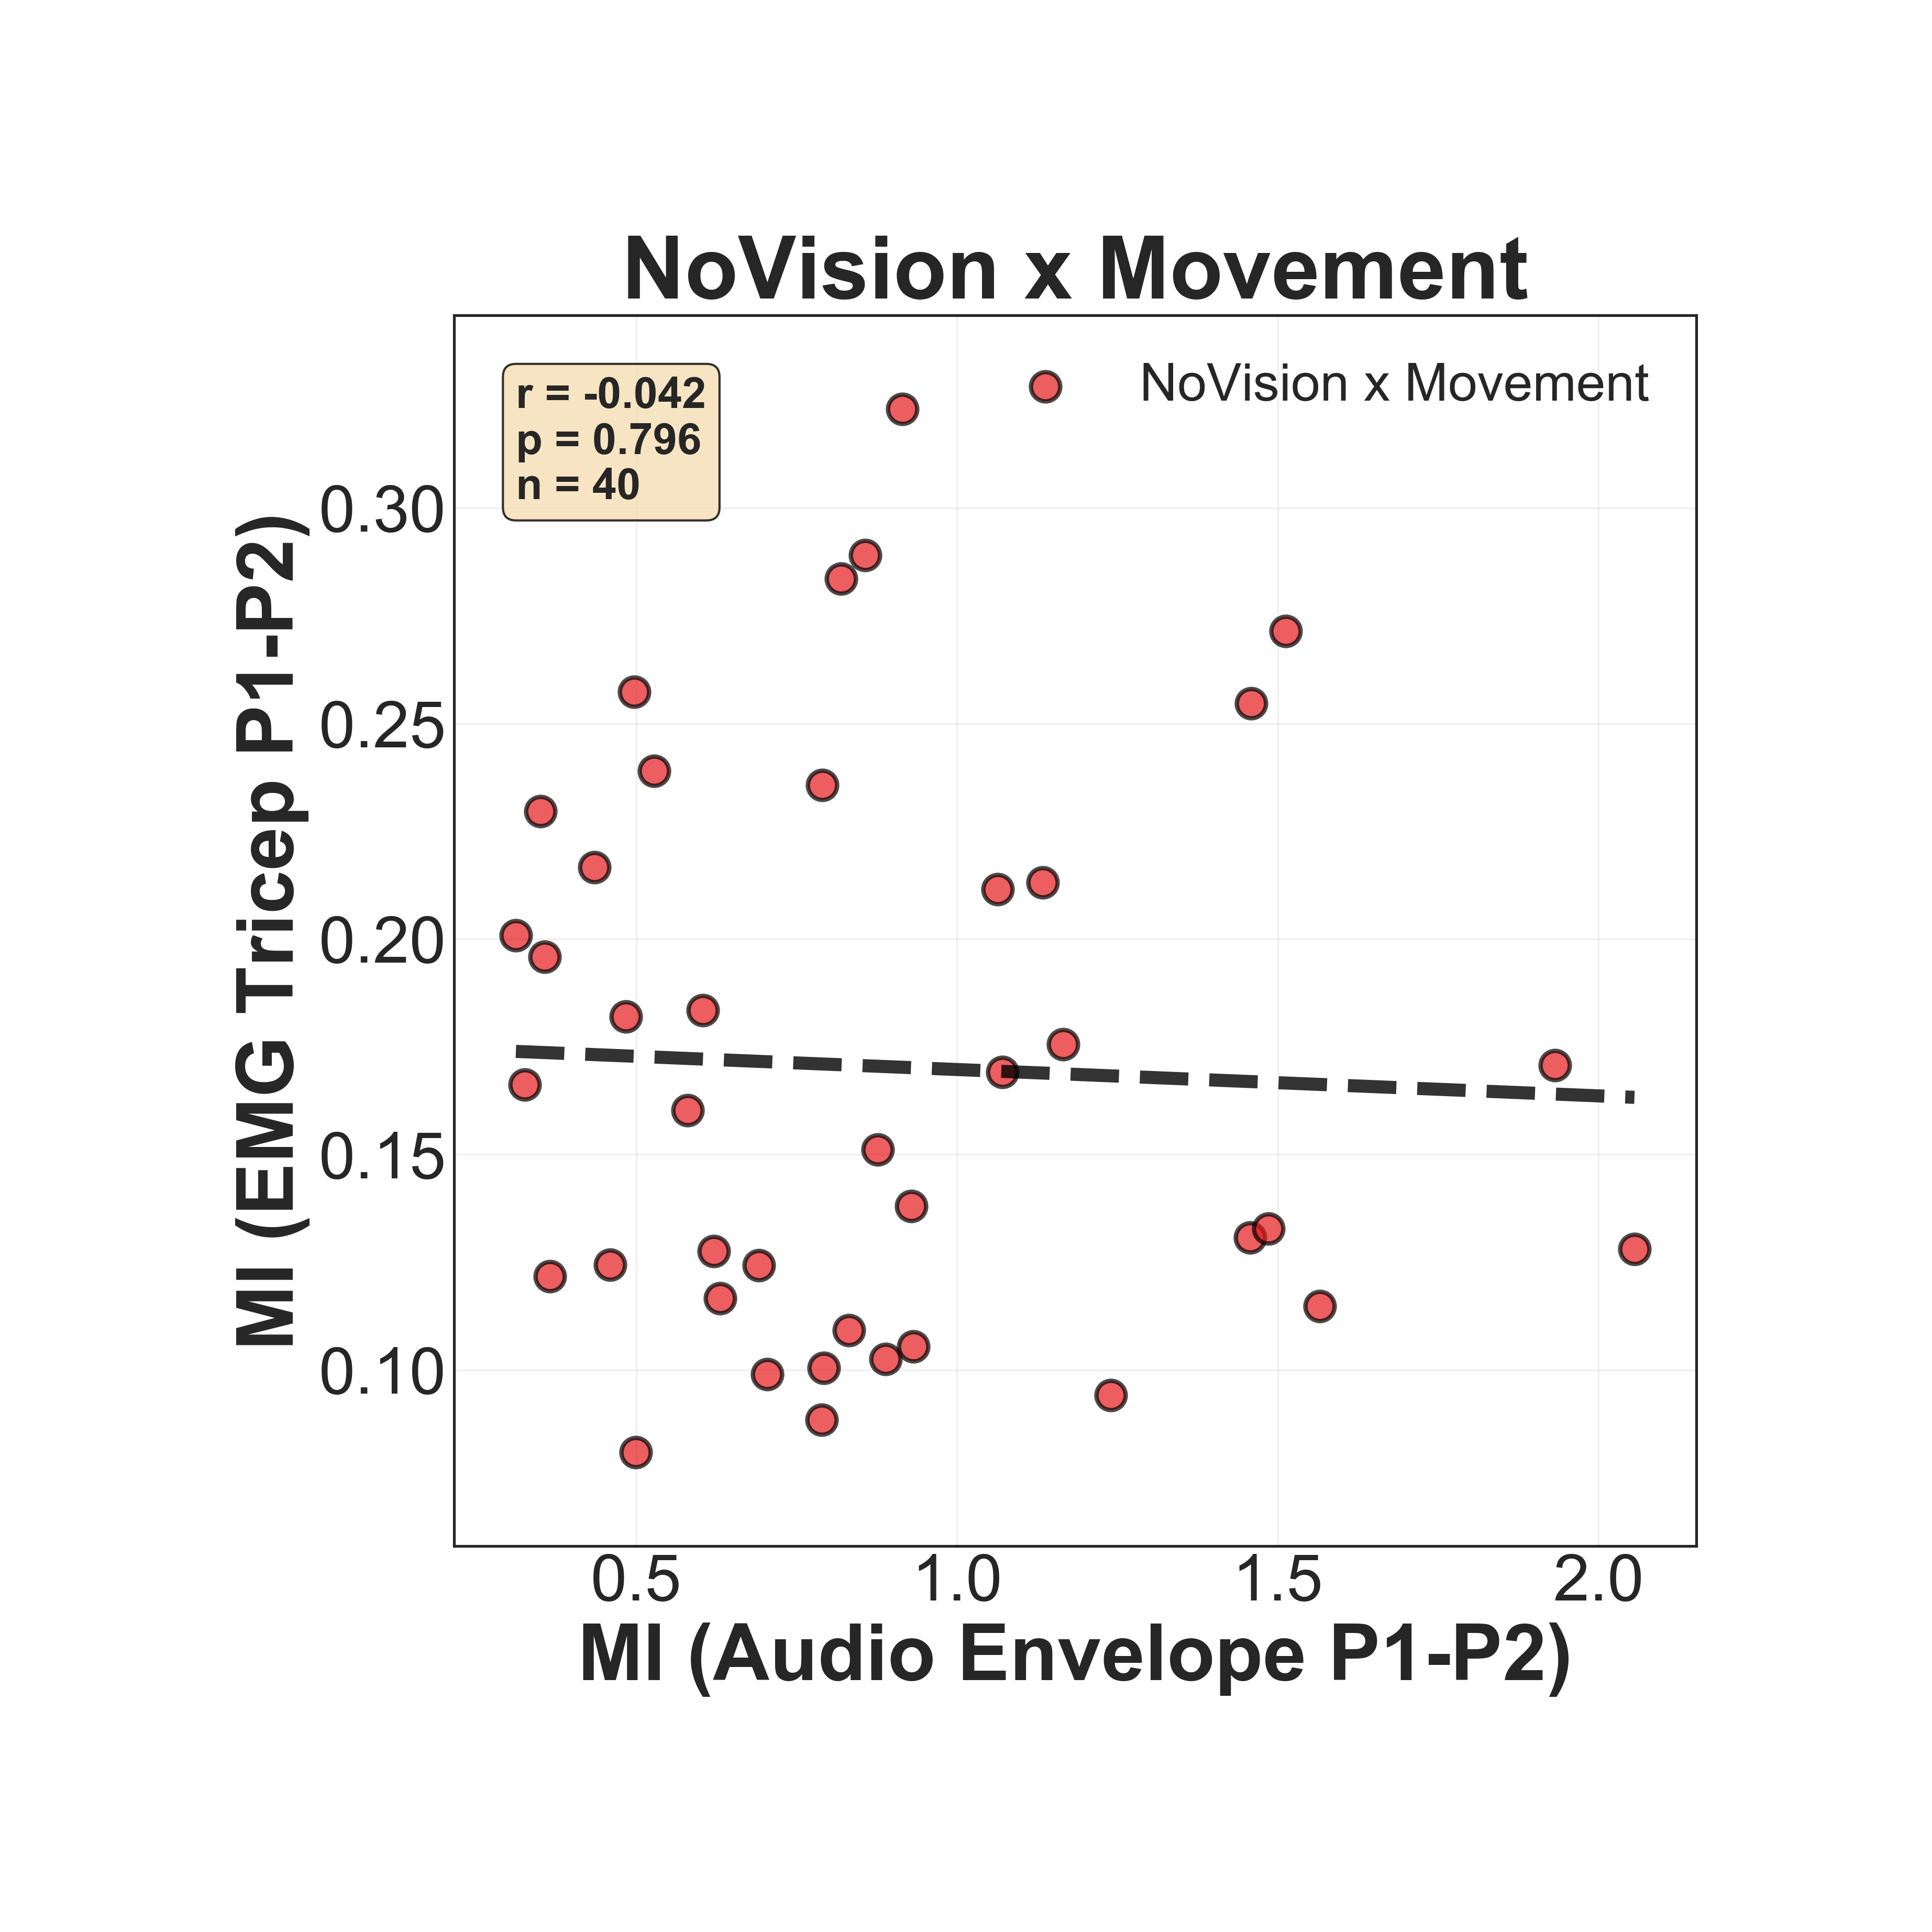 NoVision x Movement
r = -0.042
p = 0.796
n = 40
NoVision x Movement
MI (EMG Tricep P1-P2)
0.30
0.25
0.20
0.15
0.10
0.5
1.0
1.5
2.0
MI (Audio Envelope P1-P2)